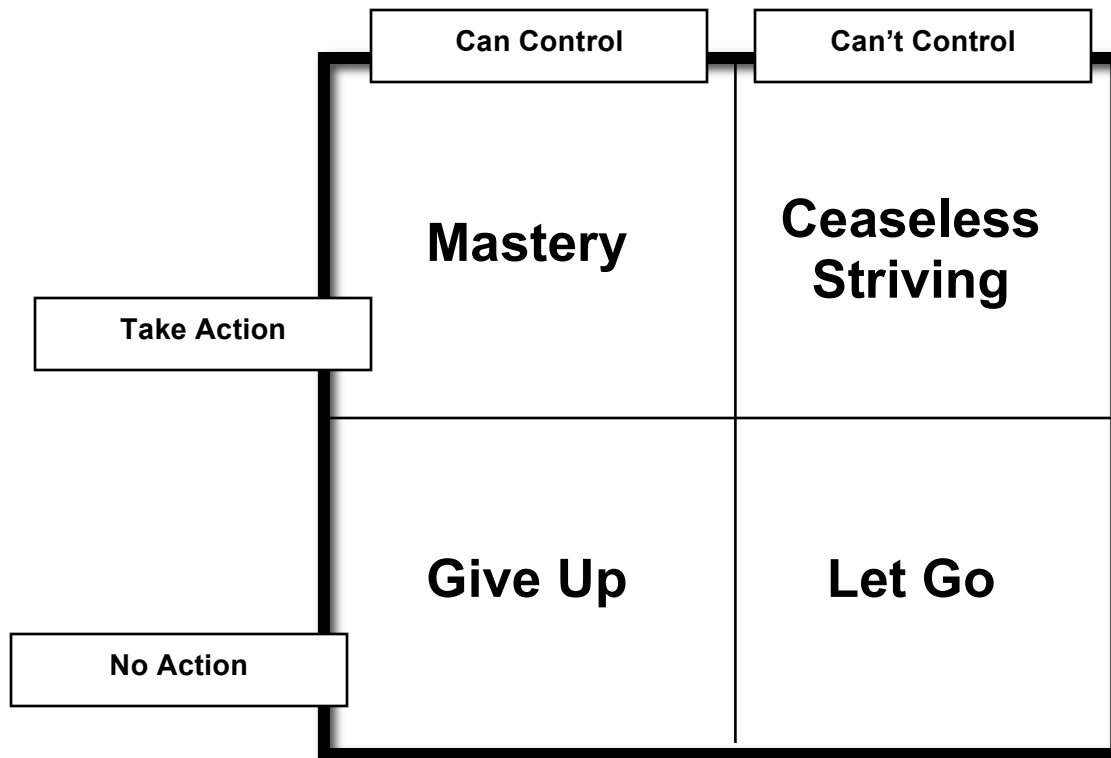 Can Control
Can’t Control
Mastery
Ceaseless
Striving
Take Action
Give Up
Let Go
No Action